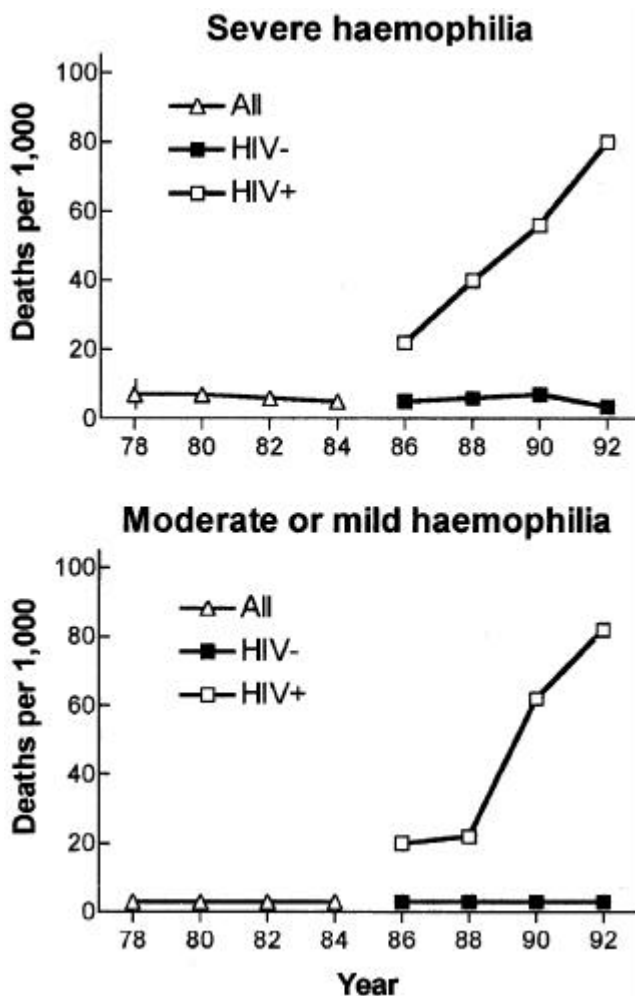 Severe haemophilia
100
80
60
40
20
0
Deaths per 1,000
All
HIV-
HIV+
78 80 82 84 86 88 90 92
Moderate or mild haemophilia
100
80
60
40
20
0
Deaths per 1,000
All
HIV-
HIV+
78 80 82 84 86 88 90 92
Year